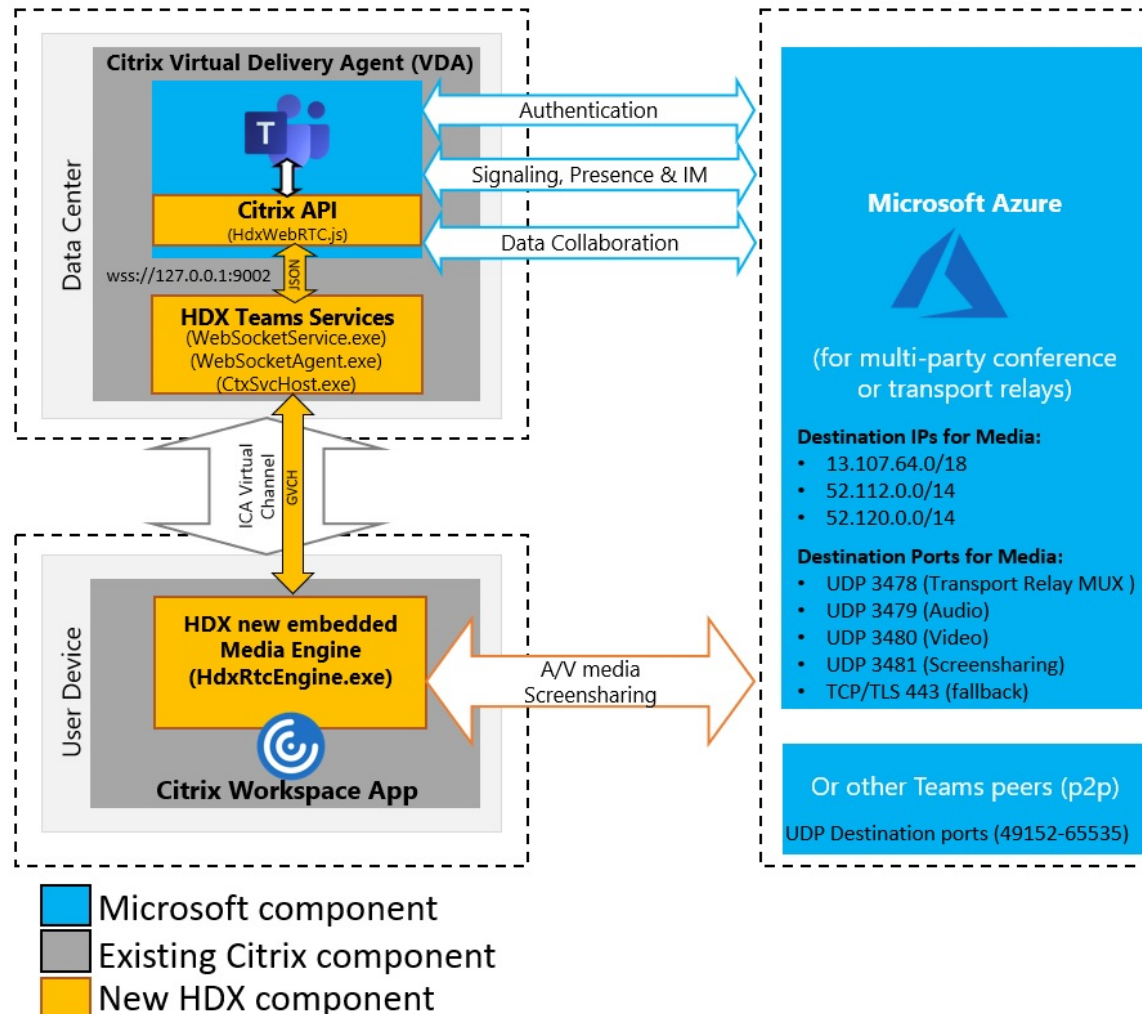 Citrix Virtual Delivery Agent (VDA)
T
Citrix API
(HdxWebRTC.js)
wss://127.0.0.1:9002
JSON
HDX Teams Services
(WebSocketService.exe)
(WebSocketAgent.exe)
(CtxSvcHost.exe)
Data Center
Authentication
Signaling, Presence & IM
Data Collaboration
ICA Virtual
Channel
GVCH
User Device
HDX new embedded
Media Engine
(HdxRtcEngine.exe)
Citrix Workspace App
A/V media
Screensharing
Microsoft Azure
(for multi-party conference
or transport relays)
Destination IPs for Media:
• 13.107.64.0/18
• 52.112.0.0/14
• 52.120.0.0/14
Destination Ports for Media:
• UDP 3478 (Transport Relay MUX )
• UDP 3479 (Audio)
• UDP 3480 (Video)
• UDP 3481 (Screensharing)
• TCP/TLS 443 (fallback)
Or other Teams peers (p2p)
UDP Destination ports (49152-65535)
Microsoft component
Existing Citrix component
New HDX component